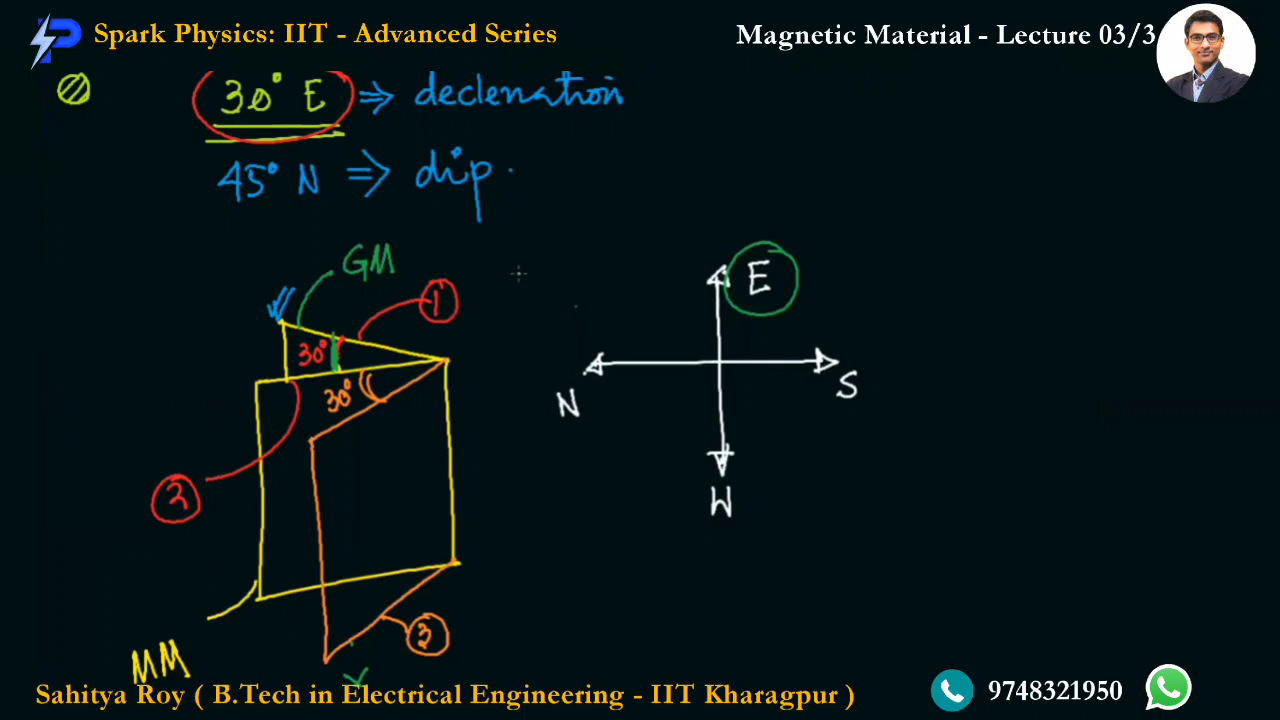 Spark Physics: IIT - Advanced Series
Magnetic Material - Lecture 03/3
30° E ⇒ declenation
45° N ⇒ dip.
GM
1
30°
30°
2
3
MM
E
N
S
W
Sahitya Roy ( B.Tech in Electrical Engineering - IIT Kharagpur )
9748321950